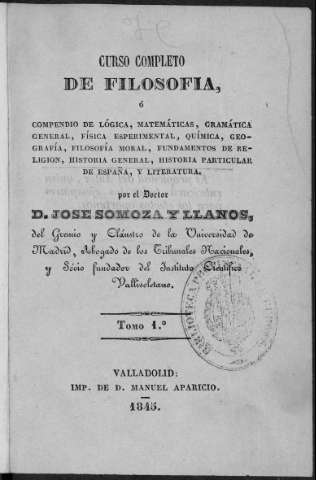 CURSO COMPLETO
DE FILOSOFIA,
ó
COMPENDIO DE LÓGICA, MATEMÁTICAS, GRAMÁTICA
GENERAL, FÍSICA ESPERIMENTAL, QUÍMICA, GEO-
GRAFÍA, FILOSOFÍA MORAL, FUNDAMENTOS DE RE-
LIGION, HISTORIA GENERAL, HISTORIA PARTICULAR
DE ESPAÑA, Y LITERATURA.
por el Doctor
D. JOSE SOMOZA Y LLANOS,
del Gremio y Cláustro de la Universidad de
Madrid, Abogado de los Tribunales Nacionales,
y Sócio fundador del Instituto Científico
Vallisoletano.
Tomo 1.º
VALLADOLID:
IMP. DE D. MANUEL APARICIO.
1845.
BIBLIOTECA